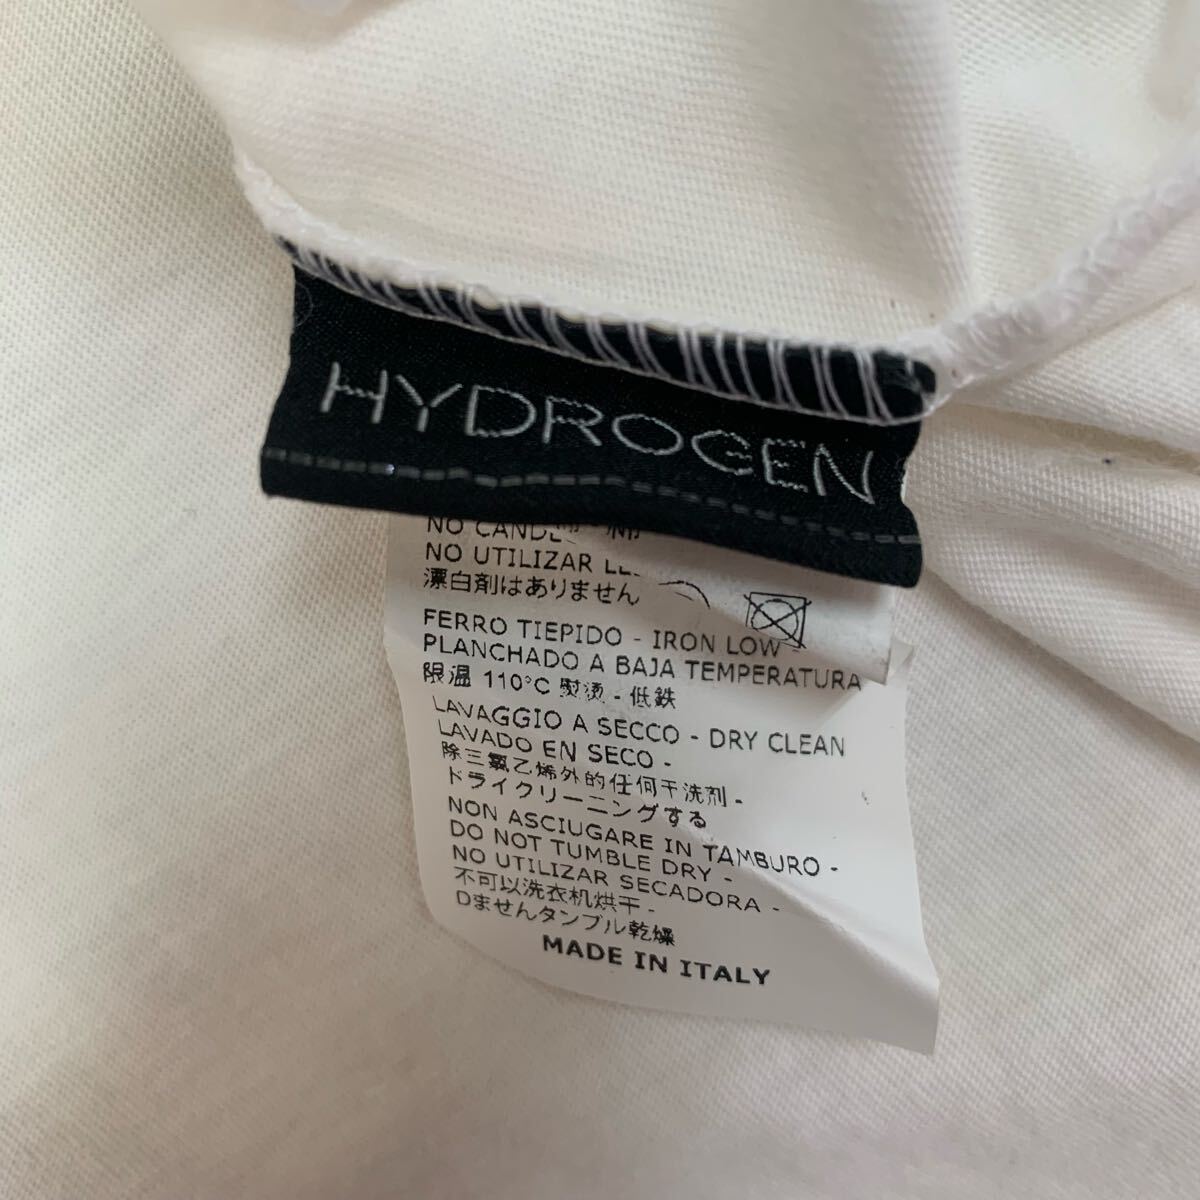 HYDROGEN
NO UTILIZAR
漂白剤はありません
FERRO TIEPIDO - IRON LOW -
PLANCHADO A BAJA TEMPERATURA
限温 110°C 熨烫 - 低鉄
LAVAGGIO A SECCO - DRY CLEAN
LAVADO EN SECO -
除三氯乙烯外的任何干洗剂 -
ドライクリーニングする
NON ASCIUGARE IN TAMBURO -
DO NOT TUMBLE DRY -
NO UTILIZAR SECADORA -
不可以洗衣机烘干 -
Dませんタンブル乾燥
MADE IN ITALY